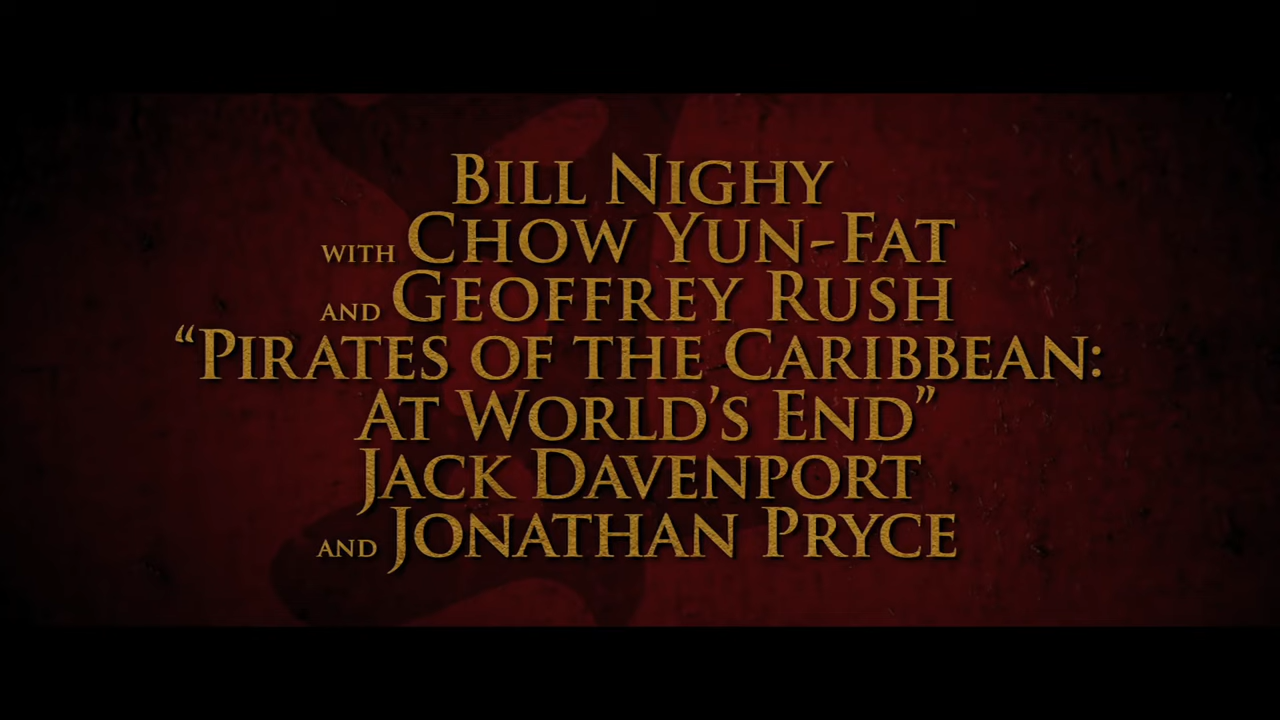 BILL NIGHY
WITH CHOW YUN-FAT
AND GEOFFREY RUSH
“PIRATES OF THE CARIBBEAN:
AT WORLD’S END”
JACK DAVENPORT
AND JONATHAN PRYCE